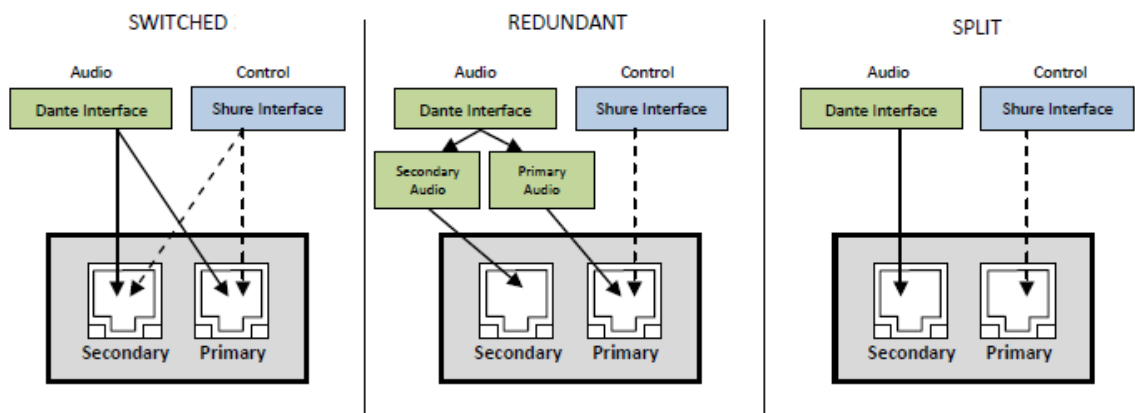 SWITCHED
Audio
Control
Dante Interface
Shure Interface
Secondary
Primary
REDUNDANT
Audio
Control
Dante Interface
Shure Interface
Secondary
Audio
Primary
Audio
Secondary
Primary
SPLIT
Audio
Control
Dante Interface
Shure Interface
Secondary
Primary